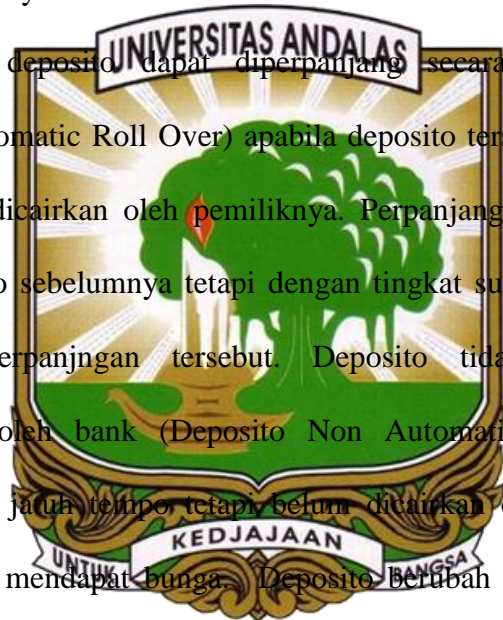 UNIVERSITAS ANDALAS
deposito dapat diperpanjang secara
omatic Roll Over) apabila deposito ters
dicairkan oleh pemiliknya. Perpanjang
o sebelumnya tetapi dengan tingkat su
erpanjngan tersebut. Deposito tida
oleh bank (Deposito Non Automati
jatuh tempo tetapi belum dicairkan
KEDJAJAAN
UNTUK BANGSA
mendapat bunga. Deposito berubah